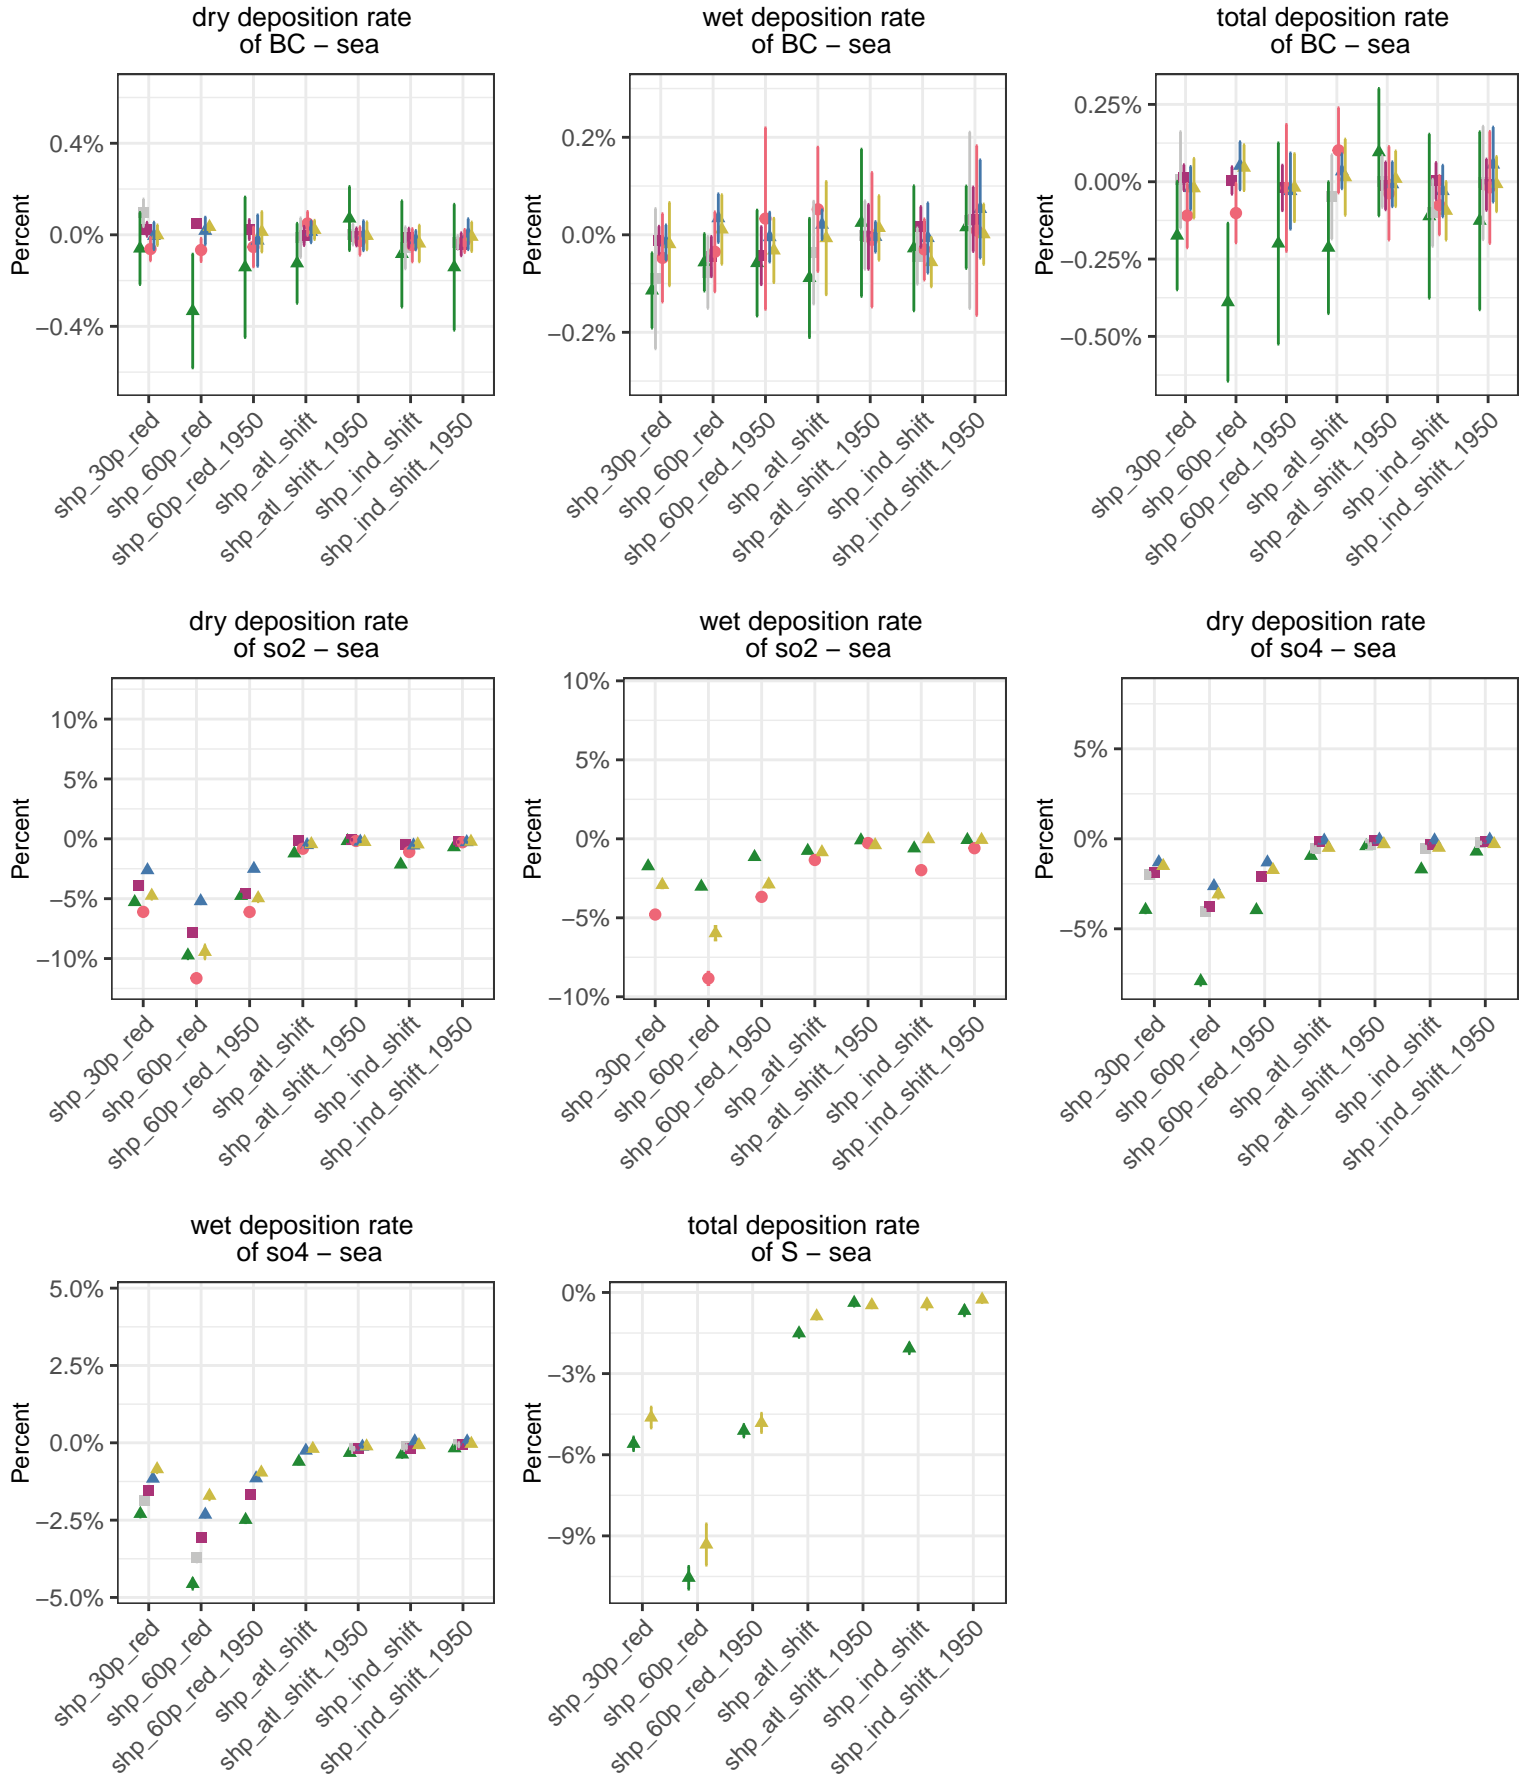 dry deposition rate
of BC – sea
Percent
0.4%
0.0%
−0.4%
shp_30p_red
shp_60p_red
shp_60p_red_1950
shp_atl_shift
shp_atl_shift_1950
shp_ind_shift
shp_ind_shift_1950
wet deposition rate
of BC – sea
Percent
0.2%
0.0%
−0.2%
shp_30p_red
shp_60p_red
shp_60p_red_1950
shp_atl_shift
shp_atl_shift_1950
shp_ind_shift
shp_ind_shift_1950
total deposition rate
of BC – sea
Percent
0.25%
0.00%
−0.25%
−0.50%
shp_30p_red
shp_60p_red
shp_60p_red_1950
shp_atl_shift
shp_atl_shift_1950
shp_ind_shift
shp_ind_shift_1950
dry deposition rate
of so2 – sea
Percent
10%
5%
0%
−5%
−10%
shp_30p_red
shp_60p_red
shp_60p_red_1950
shp_atl_shift
shp_atl_shift_1950
shp_ind_shift
shp_ind_shift_1950
wet deposition rate
of so2 – sea
Percent
10%
5%
0%
−5%
−10%
shp_30p_red
shp_60p_red
shp_60p_red_1950
shp_atl_shift
shp_atl_shift_1950
shp_ind_shift
shp_ind_shift_1950
dry deposition rate
of so4 – sea
Percent
5%
0%
−5%
shp_30p_red
shp_60p_red
shp_60p_red_1950
shp_atl_shift
shp_atl_shift_1950
shp_ind_shift
shp_ind_shift_1950
wet deposition rate
of so4 – sea
Percent
5.0%
2.5%
0.0%
−2.5%
−5.0%
shp_30p_red
shp_60p_red
shp_60p_red_1950
shp_atl_shift
shp_atl_shift_1950
shp_ind_shift
shp_ind_shift_1950
total deposition rate
of S – sea
Percent
0%
−3%
−6%
−9%
shp_30p_red
shp_60p_red
shp_60p_red_1950
shp_atl_shift
shp_atl_shift_1950
shp_ind_shift
shp_ind_shift_1950